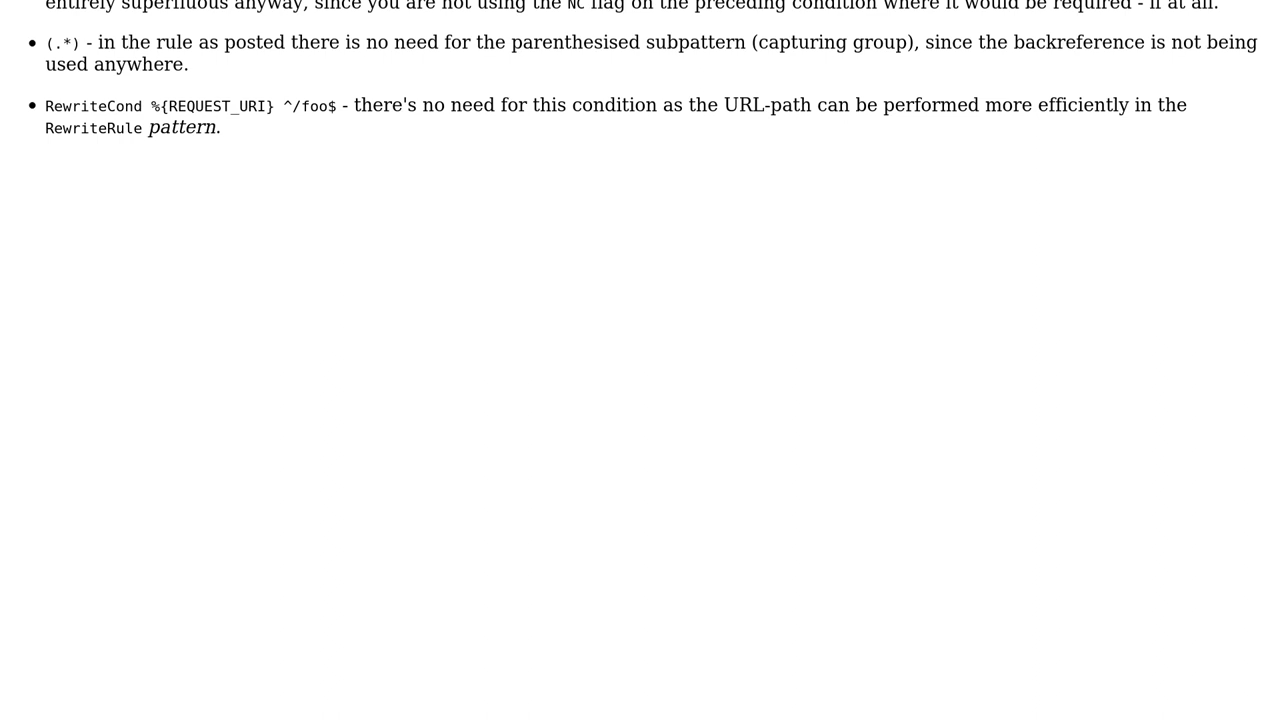 entirely superfluous anyway, since you are not using the NC flag on the preceding condition where it would be required - if at all.
(.*) - in the rule as posted there is no need for the parenthesised subpattern (capturing group), since the backreference is not being
used anywhere.
RewriteCond %{REQUEST_URI} ^/foo$ - there's no need for this condition as the URL-path can be performed more efficiently in the
RewriteRule pattern.